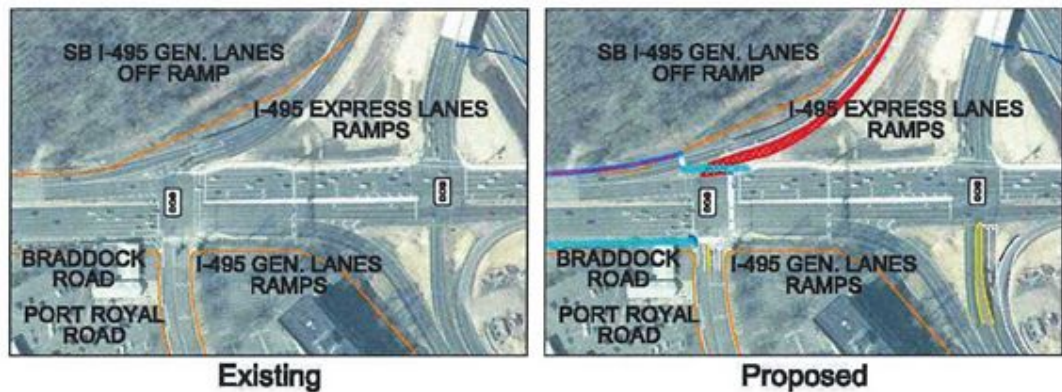 SB I-495 GEN. LANES
OFF RAMP
I-495 EXPRESS LANES
RAMPS
BRADDOCK
ROAD
I-495 GEN. LANES
RAMPS
PORT ROYAL
ROAD
Existing
SB I-495 GEN. LANES
OFF RAMP
I-495 EXPRESS LANES
RAMPS
BRADDOCK
ROAD
I-495 GEN. LANES
RAMPS
PORT ROYAL
ROAD
Proposed